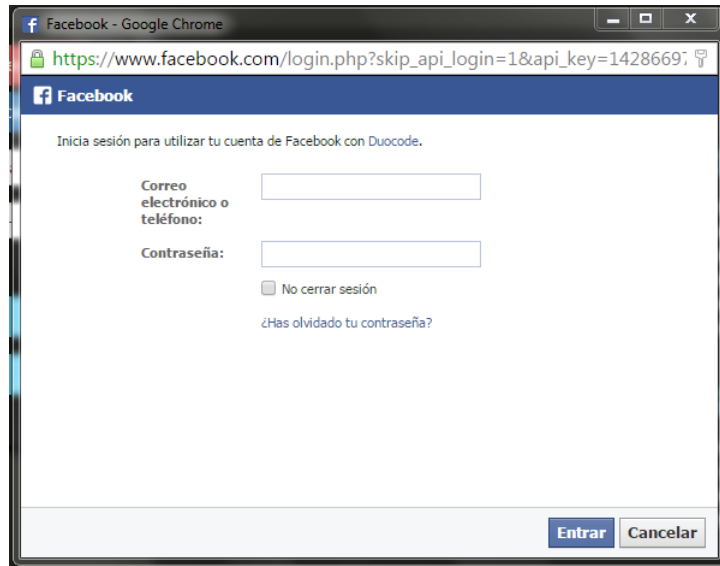 Facebook - Google Chrome
https://www.facebook.com/login.php?skip_api_login=1&api_key=1428669
Facebook
Inicia sesión para utilizar tu cuenta de Facebook con Duocode.
Correo
electrónico o
teléfono:
Contraseña:
No cerrar sesión
¿Has olvidado tu contraseña?
Entrar Cancelar